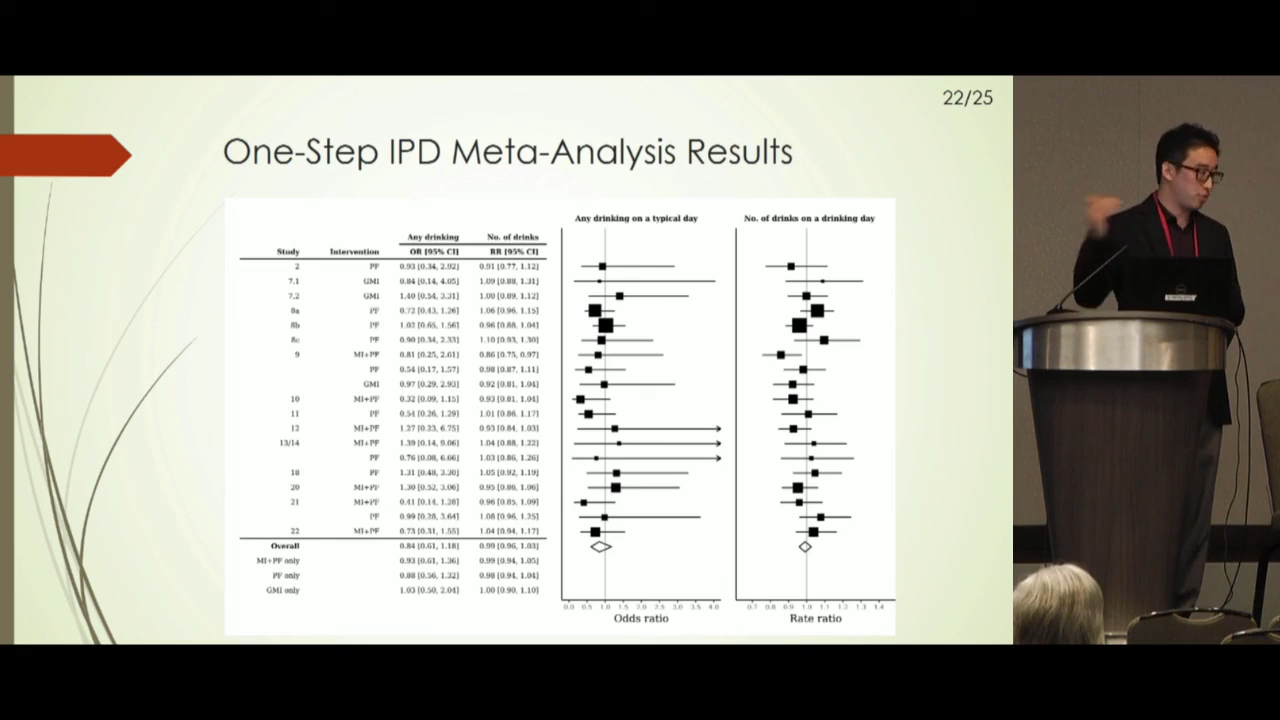 22/25
One-Step IPD Meta-Analysis Results
Any drinking on a typical day No. of drinks on a drinking day
Any drinking No. of drinks
Study Intervention OR [95% CI] RR [95% CI]
2 PF 0.93 [0.34, 2.92] 0.91 [0.77, 1.12]
7.1 GMI 0.84 [0.14, 4.05] 1.09 [0.88, 1.31]
7.2 GMI 1.40 [0.54, 3.31] 1.00 [0.89, 1.12]
8a PF 0.72 [0.43, 1.26] 1.06 [0.96, 1.15]
8b PF 1.02 [0.65, 1.56] 0.96 [0.88, 1.04]
8c PF 0.90 [0.34, 2.33] 1.10 [0.93, 1.30]
9 MI+PF 0.81 [0.25, 2.61] 0.86 [0.75, 0.97]
PF 0.54 [0.17, 1.57] 0.98 [0.87, 1.11]
GMI 0.97 [0.29, 2.93] 0.92 [0.81, 1.04]
10 MI+PF 0.32 [0.09, 1.15] 0.93 [0.81, 1.04]
11 PF 0.54 [0.26, 1.29] 1.01 [0.86, 1.17]
12 MI+PF 1.27 [0.23, 6.75] 0.93 [0.84, 1.03]
13/14 MI+PF 1.39 [0.14, 9.06] 1.04 [0.88, 1.22]
PF 0.76 [0.08, 6.66] 1.03 [0.86, 1.26]
18 PF 1.31 [0.48, 3.30] 1.05 [0.92, 1.19]
20 MI+PF 1.30 [0.52, 3.06] 0.95 [0.86, 1.06]
21 MI+PF 0.41 [0.14, 1.28] 0.96 [0.85, 1.09]
PF 0.99 [0.28, 3.64] 1.08 [0.96, 1.25]
22 MI+PF 0.73 [0.31, 1.55] 1.04 [0.94, 1.17]
Overall 0.84 [0.61, 1.18] 0.99 [0.96, 1.03]
MI+PF only 0.93 [0.61, 1.36] 0.99 [0.94, 1.05]
PF only 0.88 [0.56, 1.32] 0.98 [0.94, 1.04]
GMI only 1.03 [0.50, 2.04] 1.00 [0.90, 1.10]
0.0 0.5 1.0 1.5 2.0 2.5 3.0 3.5 4.0 0.7 0.8 0.9 1.0 1.1 1.2 1.3 1.4
Odds ratio Rate ratio